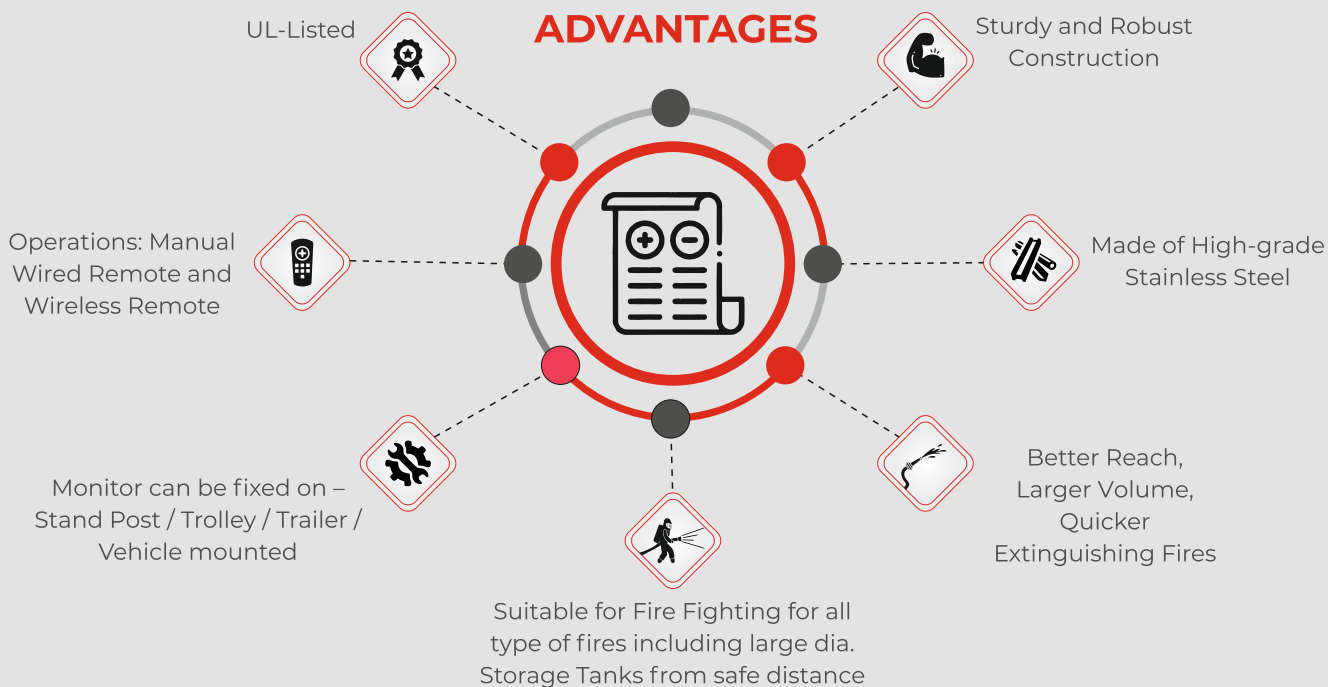 ADVANTAGES
UL-Listed
Sturdy and Robust
Construction
Operations: Manual
Wired Remote and
Wireless Remote
Made of High-grade
Stainless Steel
Monitor can be fixed on –
Stand Post / Trolley / Trailer /
Vehicle mounted
Better Reach,
Larger Volume,
Quicker
Extinguishing Fires
Suitable for Fire Fighting for all
type of fires including large dia.
Storage Tanks from safe distance